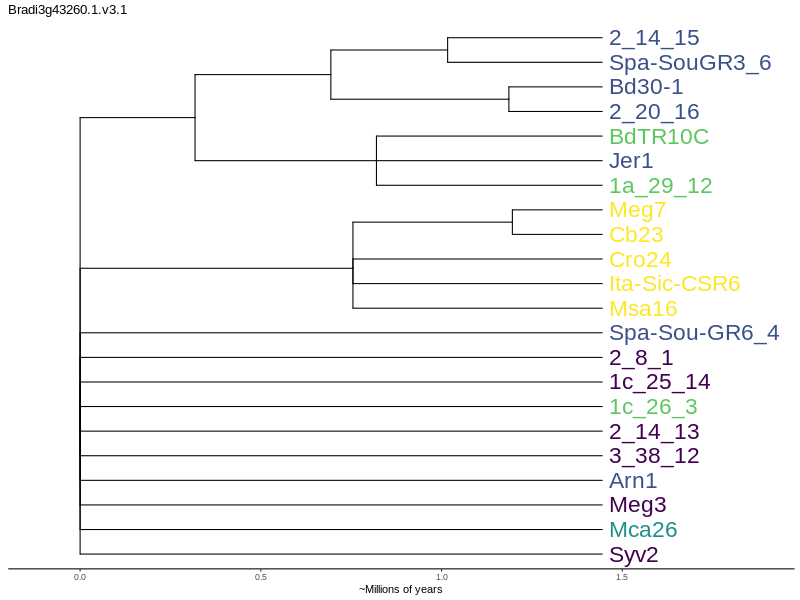 Bradi3g43260.1.v3.1
2_14_15
Spa-SouGR3_6
Bd30-1
2_20_16
BdTR10C
Jer1
1a_29_12
Meg7
Cb23
Cro24
Ita-Sic-CSR6
Msa16
Spa-Sou-GR6_4
2_8_1
1c_25_14
1c_26_3
2_14_13
3_38_12
Arn1
Meg3
Mca26
Syv2
0.0 0.5 1.0 1.5
~Millions of years